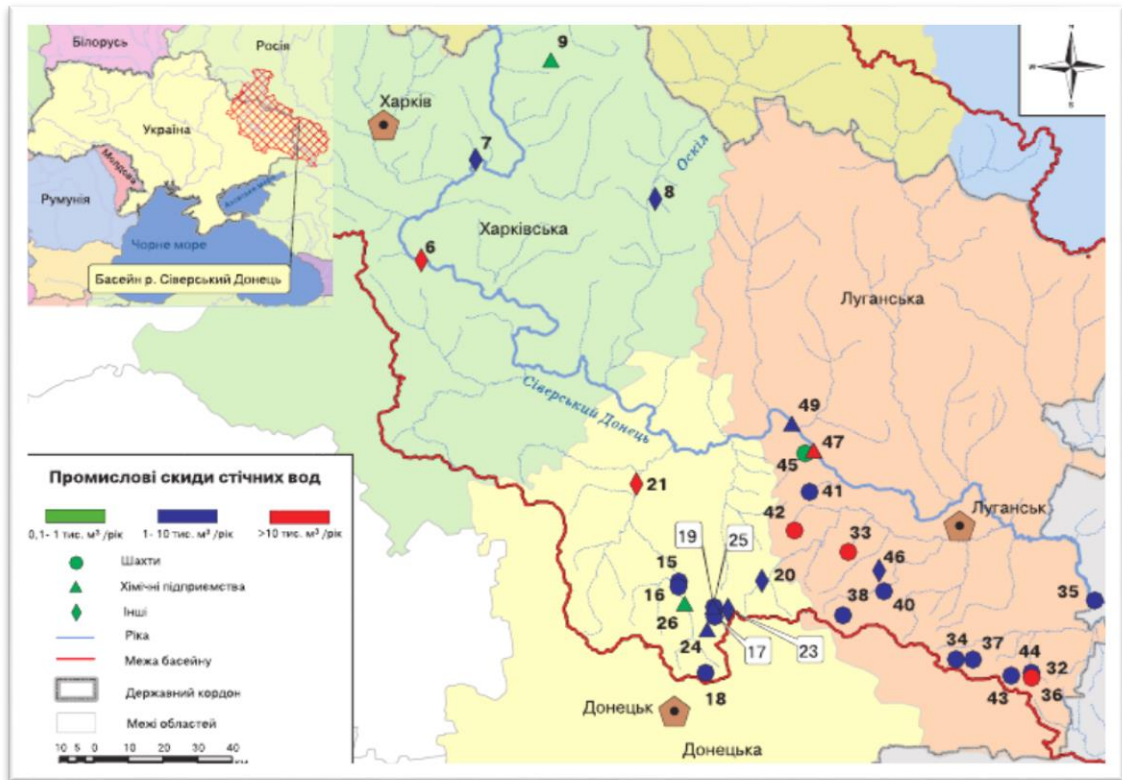 Білорусь
Росія
Україна
Молдова
Румунія
Азовське море
Чорне море
Басейн р. Сіверський Донець
N
W
S
9
Харків
7
Оскіл
8
Харківська
6
Луганська
Сіверський Донець
49
47
45
21
41
42
33
Луганськ
19
25
46
15
20
16
40
35
26
38
24
17
23
34
37
44
32
18
43
36
Донецьк
Донецька
Промислові скиди стічних вод
0,1- 1 тис. м³ /рік
1- 10 тис. м³ /рік
>10 тис. м³ /рік
Шахти
Хімічні підприємства
Інші
Ріка
Межа басейну
Державний кордон
Межі областей
10 5 0 10 20 30 40
км